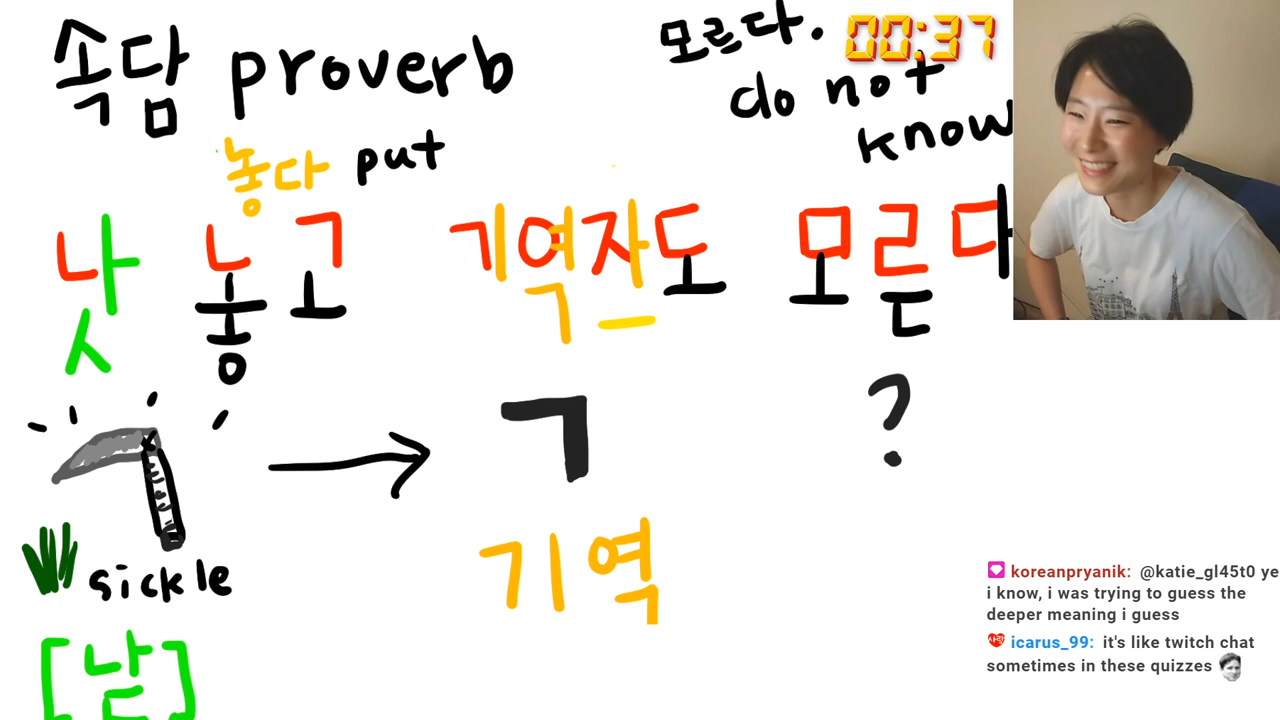 속담 proverb
모르다.
00:37
do not
know
놓다 put
낫 놓고 기역자도 모른다
ㄱ
?
sickle
기역
[낟]
koreanpryanik: @katie_gl45t0 ye
i know, i was trying to guess the
deeper meaning i guess
icarus_99: it's like twitch chat
sometimes in these quizzes